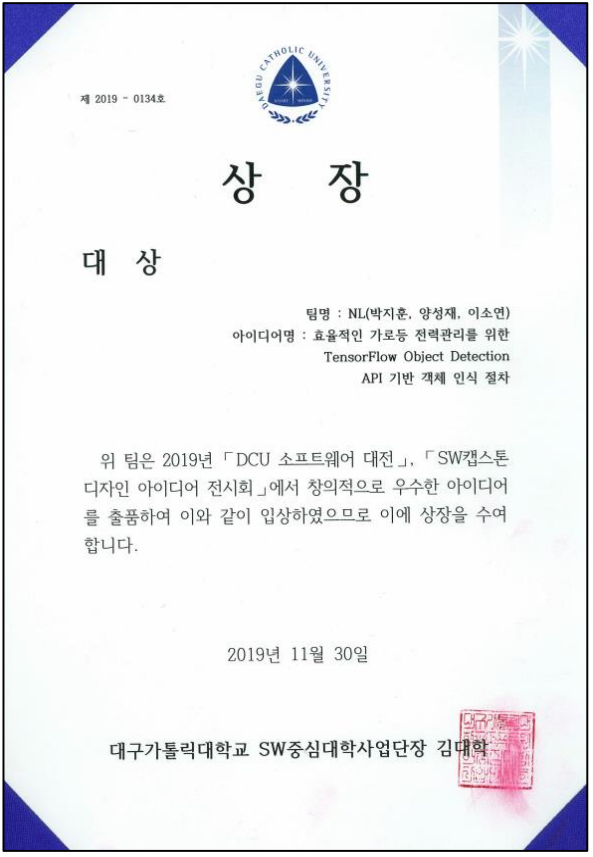 DAEGU CATHOLIC UNIVERSITY
제 2019 - 0134호
상 장
대 상
팀명 : NL(박지훈, 양성재, 이소연)
아이디어명 : 효율적인 가로등 전력관리를 위한
TensorFlow Object Detection
API 기반 객체 인식 절차
위 팀은 2019년 「DCU 소프트웨어 대전」, 「SW캡스톤
디자인 아이디어 전시회」에서 창의적으로 우수한 아이디어
를 출품하여 이와 같이 입상하였으므로 이에 상장을 수여
합니다.
2019년 11월 30일
대구가톨릭대학교 SW중심대학사업단장 김대학